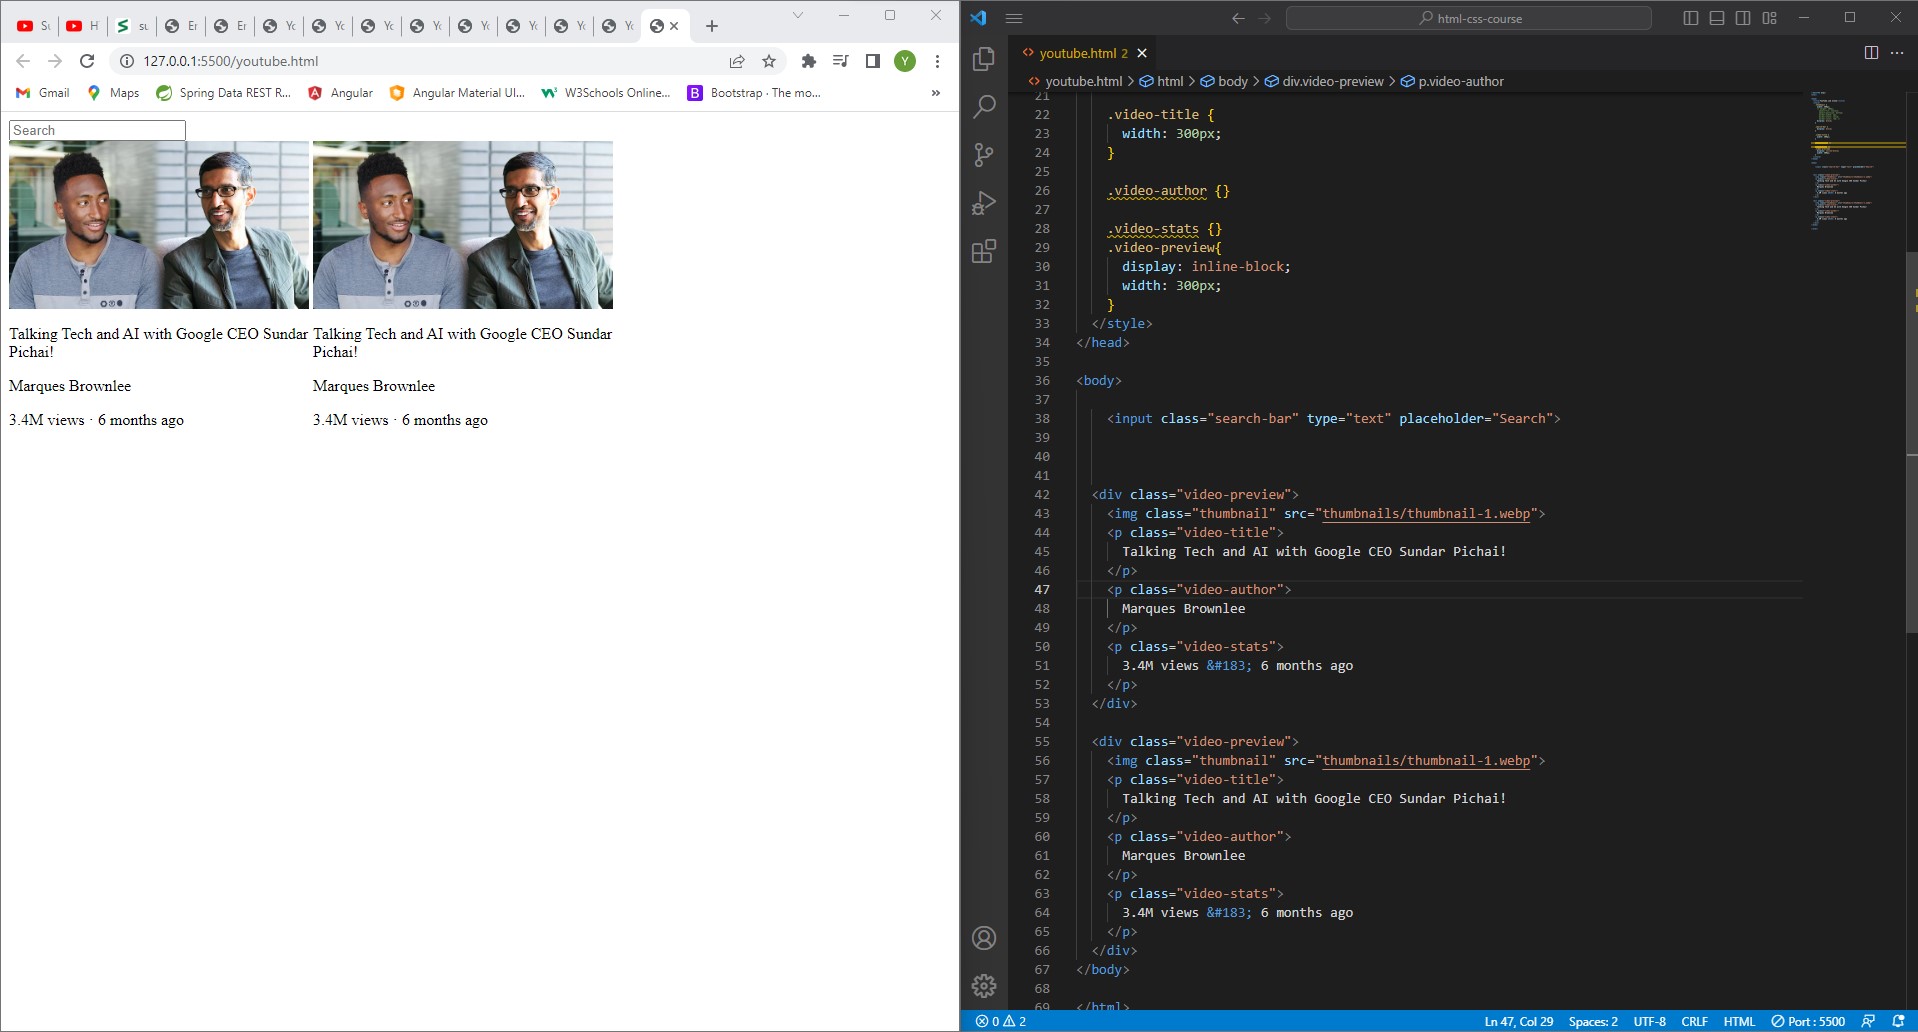 Su
H
su
Er
Er
Yc
Yc
Yc
Yc
Yc
Yc
Yc
Yc
127.0.0.1:5500/youtube.html
Y
Gmail
Maps
Spring Data REST R...
Angular
Angular Material UI...
W3Schools Online...
Bootstrap · The mo...
»
Search
Talking Tech and AI with Google CEO Sundar
Pichai!
Marques Brownlee
3.4M views · 6 months ago
Talking Tech and AI with Google CEO Sundar
Pichai!
Marques Brownlee
3.4M views · 6 months ago
html-css-course
youtube.html 2
youtube.html > html > body > div.video-preview > p.video-author
21
22 .video-title {
23 width: 300px;
24 }
25
26 .video-author {}
27
28 .video-stats {}
29 .video-preview{
30 display: inline-block;
31 width: 300px;
32 }
33 </style>
34 </head>
35
36 <body>
37
38 <input class="search-bar" type="text" placeholder="Search">
39
40
41
42 <div class="video-preview">
43 <img class="thumbnail" src="thumbnails/thumbnail-1.webp">
44 <p class="video-title">
45 Talking Tech and AI with Google CEO Sundar Pichai!
46 </p>
47 <p class="video-author">
48 Marques Brownlee
49 </p>
50 <p class="video-stats">
51 3.4M views &#183; 6 months ago
52 </p>
53 </div>
54
55 <div class="video-preview">
56 <img class="thumbnail" src="thumbnails/thumbnail-1.webp">
57 <p class="video-title">
58 Talking Tech and AI with Google CEO Sundar Pichai!
59 </p>
60 <p class="video-author">
61 Marques Brownlee
62 </p>
63 <p class="video-stats">
64 3.4M views &#183; 6 months ago
65 </p>
66 </div>
67 </body>
68
69 </html>
0 2
Ln 47, Col 29
Spaces: 2
UTF-8
CRLF
HTML
Port : 5500